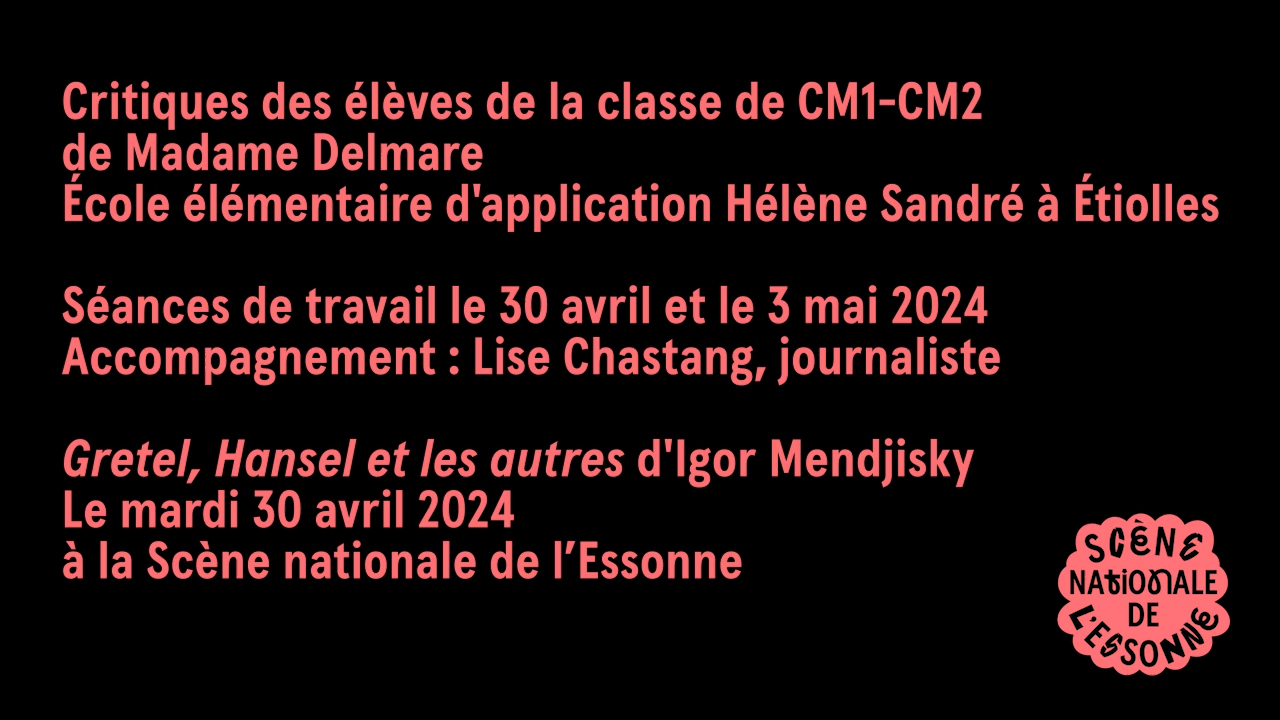 Critiques des élèves de la classe de CM1-CM2
de Madame Delmare
École élémentaire d'application Hélène Sandré à Étiolles
Séances de travail le 30 avril et le 3 mai 2024
Accompagnement : Lise Chastang, journaliste
Gretel, Hansel et les autres d'Igor Mendjisky
Le mardi 30 avril 2024
à la Scène nationale de l’Essonne
SCÈNE
NATiONALE
DE
L'ESSONNE